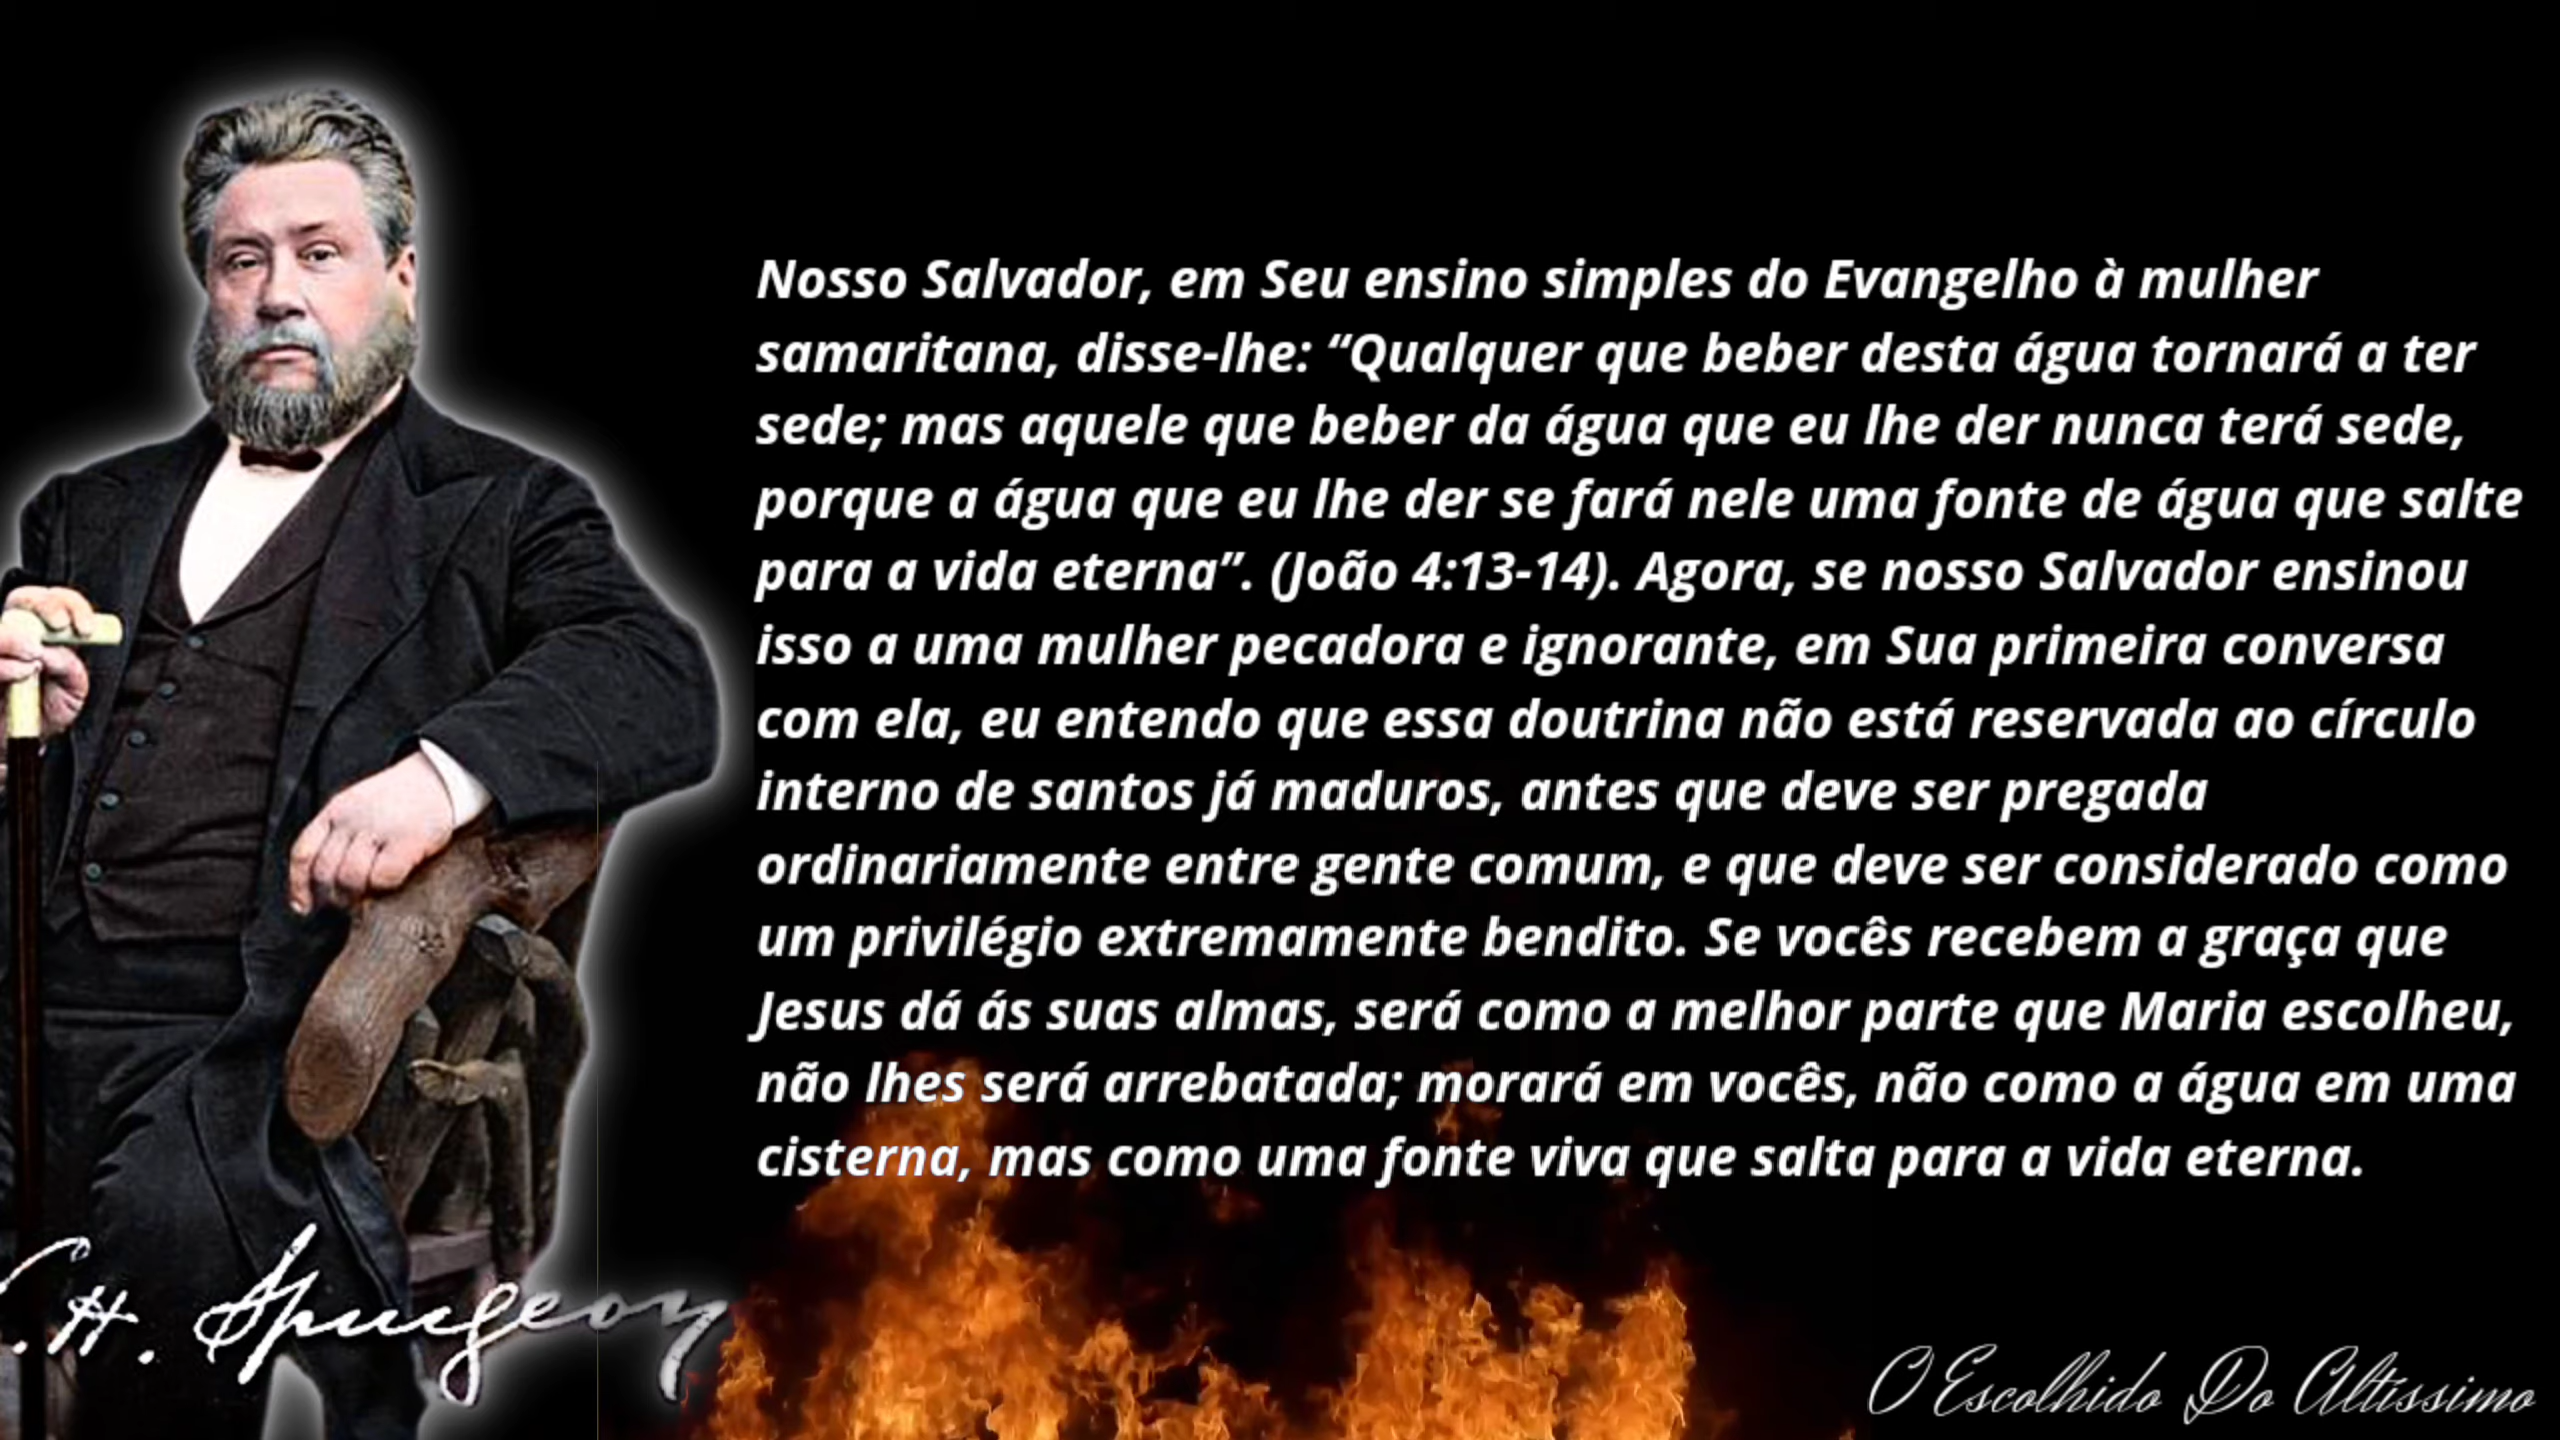 Nosso Salvador, em Seu ensino simples do Evangelho à mulher
samaritana, disse-lhe: “Qualquer que beber desta água tornará a ter
sede; mas aquele que beber da água que eu lhe der nunca terá sede,
porque a água que eu lhe der se fará nele uma fonte de água que salte
para a vida eterna”. (João 4:13-14). Agora, se nosso Salvador ensinou
isso a uma mulher pecadora e ignorante, em Sua primeira conversa
com ela, eu entendo que essa doutrina não está reservada ao círculo
interno de santos já maduros, antes que deve ser pregada
ordinariamente entre gente comum, e que deve ser considerado como
um privilégio extremamente bendito. Se vocês recebem a graça que
Jesus dá ás suas almas, será como a melhor parte que Maria escolheu,
não lhes será arrebatada; morará em vocês, não como a água em uma
cisterna, mas como uma fonte viva que salta para a vida eterna.
C.H. Spurgeon
O Escolhido Do Altíssimo